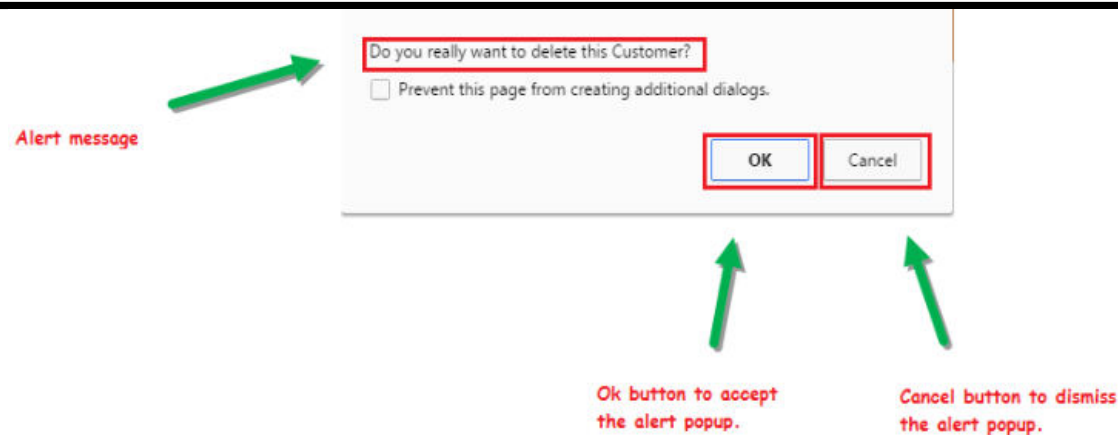 Do you really want to delete this Customer?
Prevent this page from creating additional dialogs.
Alert message
OK
Cancel
Ok button to accept
the alert popup.
Cancel button to dismiss
the alert popup.